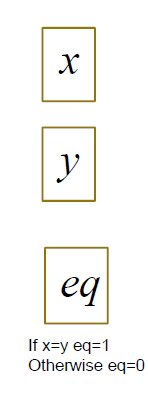 x
y
eq
If x=y eq=1
Otherwise eq=0